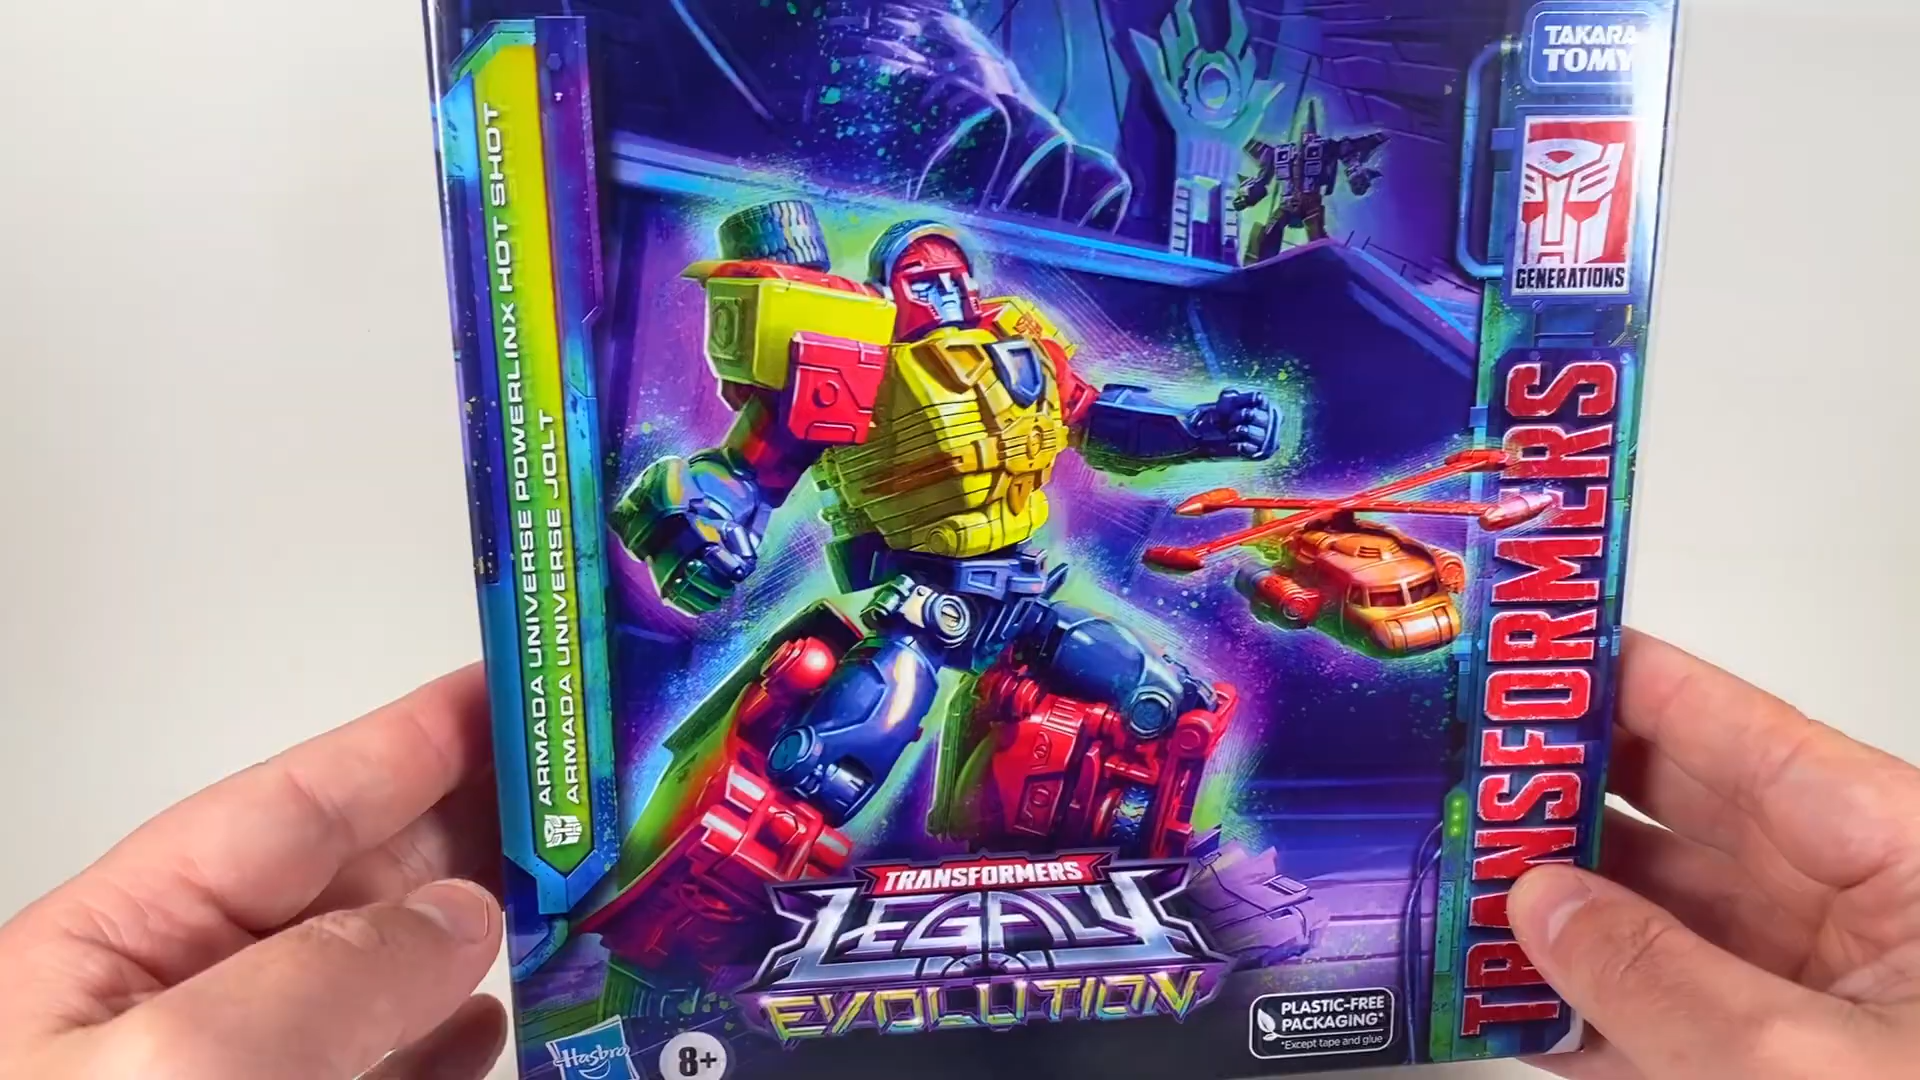 TAKARA
TOMY
GENERATIONS
TRANSFORMERS
ARMADA UNIVERSE POWERLINX HOT SHOT
ARMADA UNIVERSE JOLT
TRANSFORMERS
LEGACY
EVOLUTION
Hasbro
8+
PLASTIC-FREE
PACKAGING*
*Except tape and glue